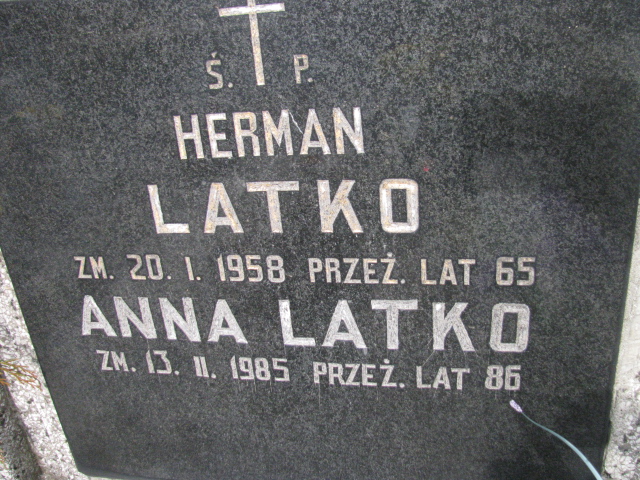 Ś. P.
HERMAN
LATKO
ZM. 20. I. 1958 PRZEŻ. LAT 65
ANNA LATKO
ZM. 13. II. 1985 PRZEŻ. LAT 86